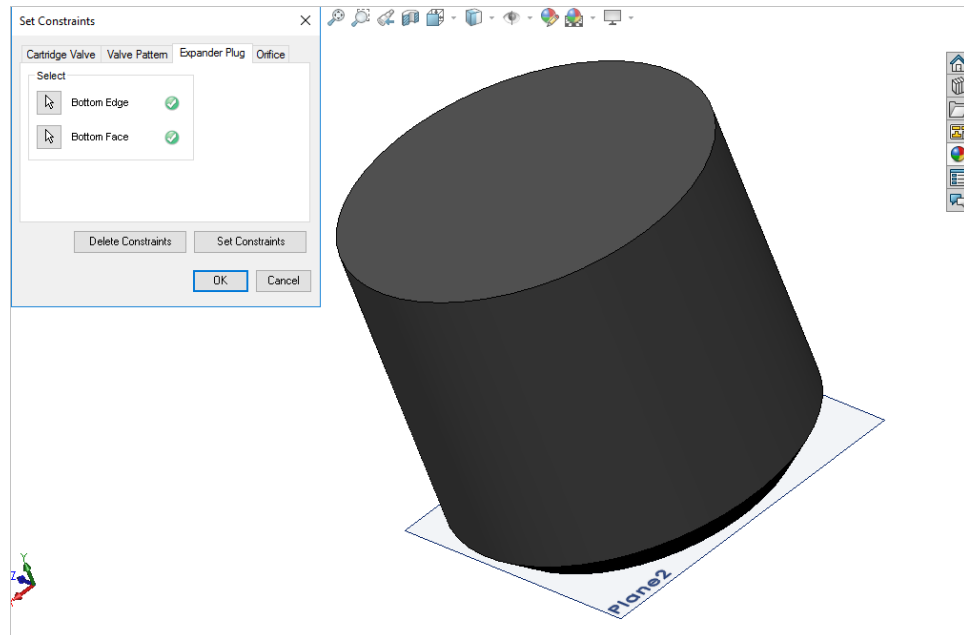 Set Constraints
Cartridge Valve Valve Pattern Expander Plug Orifice
Select
Bottom Edge
Bottom Face
Delete Constraints Set Constraints
OK Cancel
Plane2
Y
Z